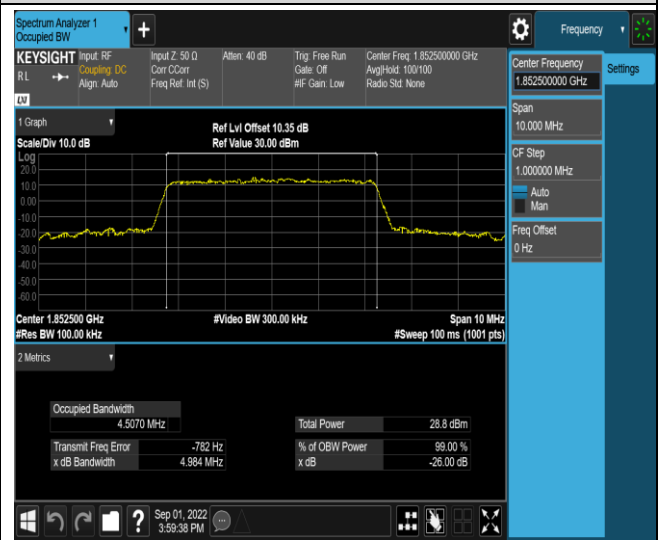 Spectrum Analyzer 1
Occupied BW
+
Frequency
KEYSIGHT
RL
LXI
Input: RF
Coupling: DC
Align: Auto
Input Z: 50 Ω
Corr CCorr
Freq Ref: Int (S)
Atten: 40 dB
Trig: Free Run
Gate: Off
#IF Gain: Low
Center Freq: 1.852500000 GHz
Avg|Hold: 100/100
Radio Std: None
Center Frequency
1.852500000 GHz
Settings
Span
10.000 MHz
CF Step
1.000000 MHz
Auto
Man
Freq Offset
0 Hz
1 Graph
Scale/Div 10.0 dB
Ref Lvl Offset 10.35 dB
Ref Value 30.00 dBm
Log
20.0
10.0
0.00
-10.0
-20.0
-30.0
-40.0
-50.0
-60.0
Center 1.852500 GHz
#Video BW 300.00 kHz
Span 10 MHz
#Res BW 100.00 kHz
#Sweep 100 ms (1001 pts)
2 Metrics
Occupied Bandwidth
4.5070 MHz
Total Power 28.8 dBm
Transmit Freq Error -782 Hz
% of OBW Power 99.00 %
x dB Bandwidth 4.984 MHz
x dB -26.00 dB
?
Sep 01, 2022
3:59:38 PM